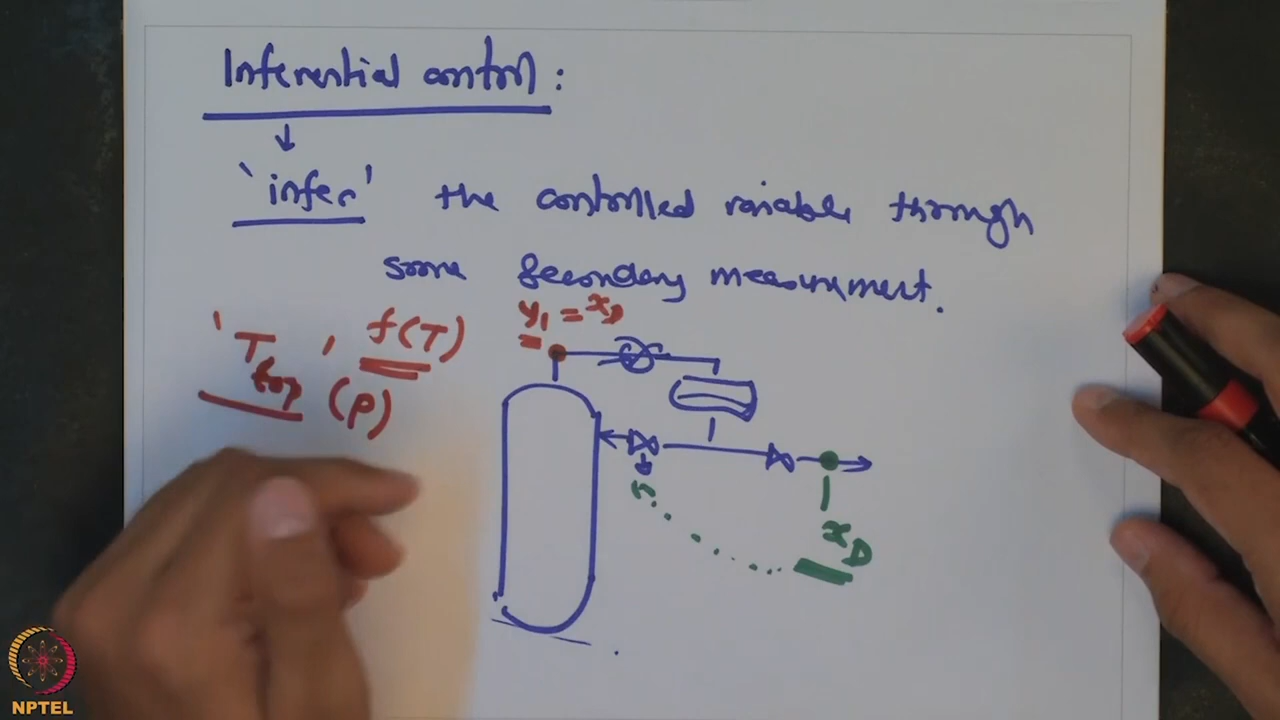 Inferential control :
'infer' the controlled variable through
some secondary measurement.
'T top' (P) f(T)
y1 = xD
xD
NPTEL